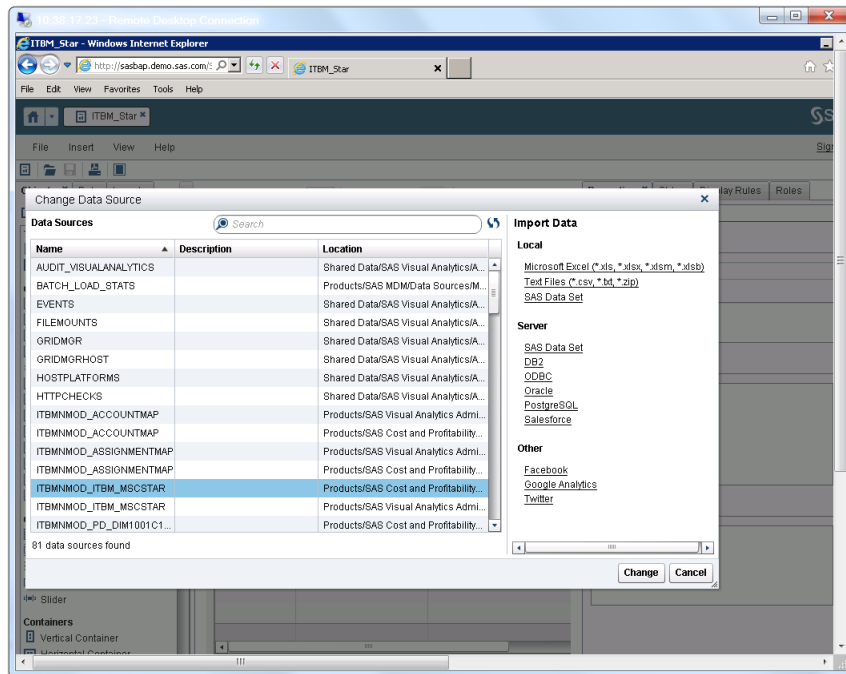 10.38.17.23 - Remote Desktop Connection
ITBM_Star - Windows Internet Explorer
http://sasbap.demo.sas.com/
ITBM_Star
File Edit View Favorites Tools Help
ITBM_Star
File Insert View Help
Display Rules Roles
Change Data Source
Data Sources
Search
Import Data
Name Description Location
Local
AUDIT_VISUALANALYTICS Shared Data/SAS Visual Analytics/A...
Microsoft Excel (*.xls, *.xlsx, *.xlsm, *.xlsb)
BATCH_LOAD_STATS Products/SAS MDM/Data Sources/M...
Text Files (*.csv, *.txt, *.zip)
EVENTS Shared Data/SAS Visual Analytics/A...
SAS Data Set
FILEMOUNTS Shared Data/SAS Visual Analytics/A...
Server
GRIDMGR Shared Data/SAS Visual Analytics/A...
SAS Data Set
GRIDMGRHOST Shared Data/SAS Visual Analytics/A...
DB2
HOSTPLATFORMS Shared Data/SAS Visual Analytics/A...
ODBC
HTTPCHECKS Shared Data/SAS Visual Analytics/A...
Oracle
PostgreSQL
ITBMNMOD_ACCOUNTMAP Products/SAS Visual Analytics Admi...
Salesforce
ITBMNMOD_ACCOUNTMAP Products/SAS Cost and Profitability...
Other
ITBMNMOD_ASSIGNMENTMAP Products/SAS Visual Analytics Admi...
Facebook
ITBMNMOD_ASSIGNMENTMAP Products/SAS Cost and Profitability...
Google Analytics
ITBMNMOD_ITBM_MSCSTAR Products/SAS Cost and Profitability...
Twitter
ITBMNMOD_ITBM_MSCSTAR Products/SAS Visual Analytics Admi...
ITBMNMOD_PD_DIM1001C1... Products/SAS Cost and Profitability...
81 data sources found
Change Cancel
Slider
Containers
Vertical Container
Horizontal Container